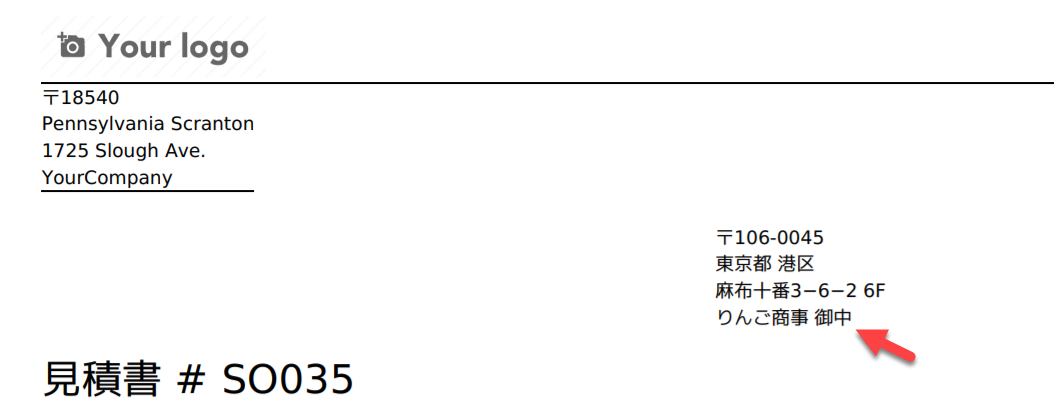 Your logo
〒18540
Pennsylvania Scranton
1725 Slough Ave.
YourCompany
〒106-0045
東京都 港区
麻布十番3−6−2 6F
りんご商事 御中
見積書 # SO035